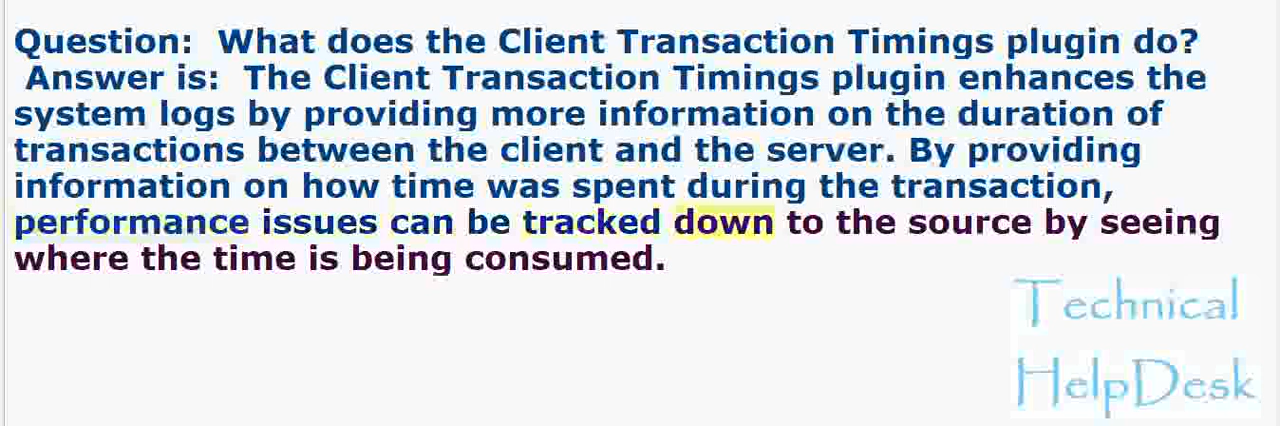 Question:  What does the Client Transaction Timings plugin do?
Answer is:  The Client Transaction Timings plugin enhances the
system logs by providing more information on the duration of
transactions between the client and the server. By providing
information on how time was spent during the transaction,
performance issues can be tracked down to the source by seeing
where the time is being consumed.
Technical
HelpDesk